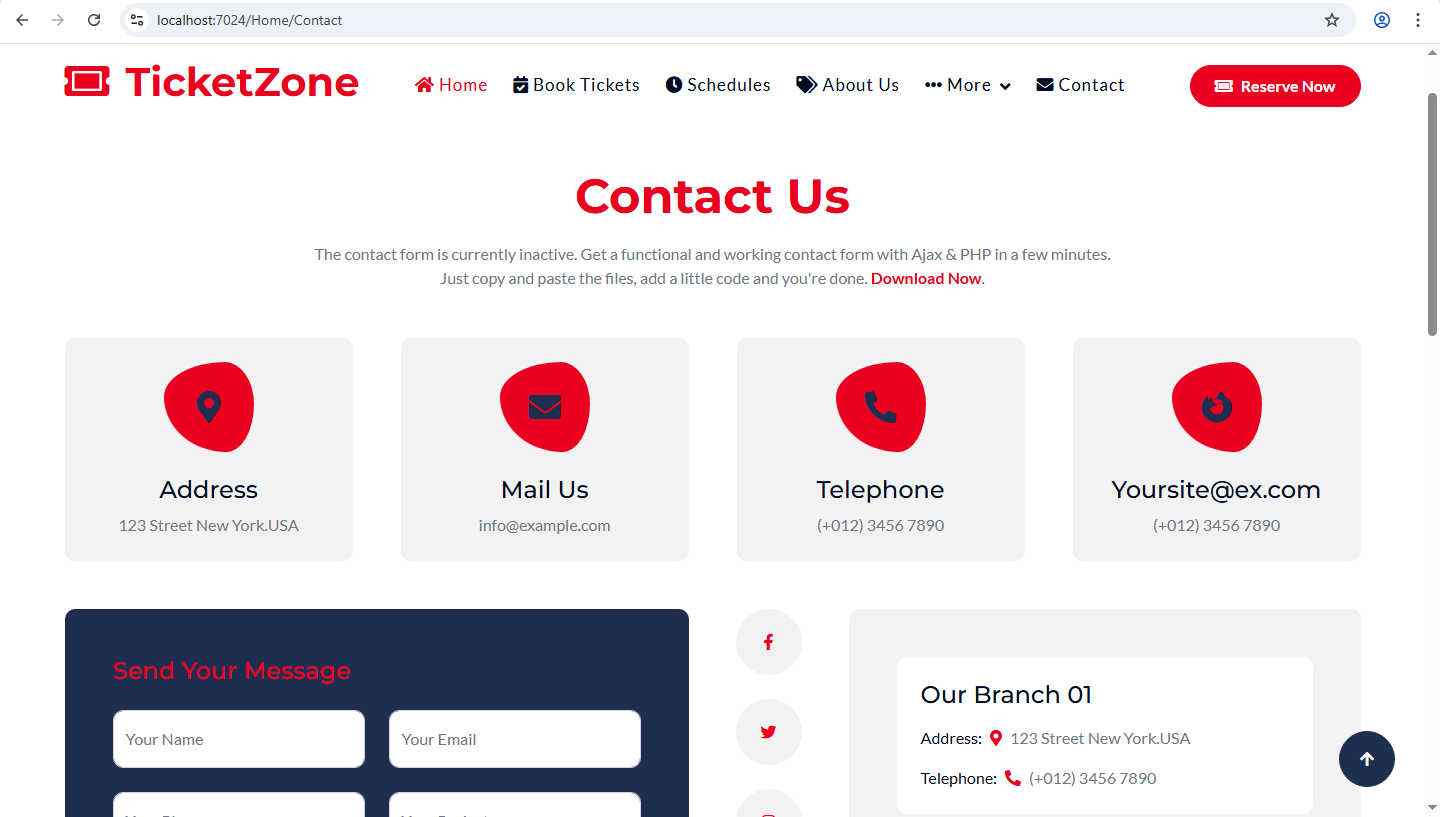 localhost:7024/Home/Contact
TicketZone
Home
Book Tickets
Schedules
About Us
More
Contact
Reserve Now
Contact Us
The contact form is currently inactive. Get a functional and working contact form with Ajax & PHP in a few minutes.
Just copy and paste the files, add a little code and you're done. Download Now.
Address
123 Street New York.USA
Mail Us
info@example.com
Telephone
(+012) 3456 7890
Yoursite@ex.com
(+012) 3456 7890
Send Your Message
Your Name
Your Email
Our Branch 01
Address: 123 Street New York.USA
Telephone: (+012) 3456 7890